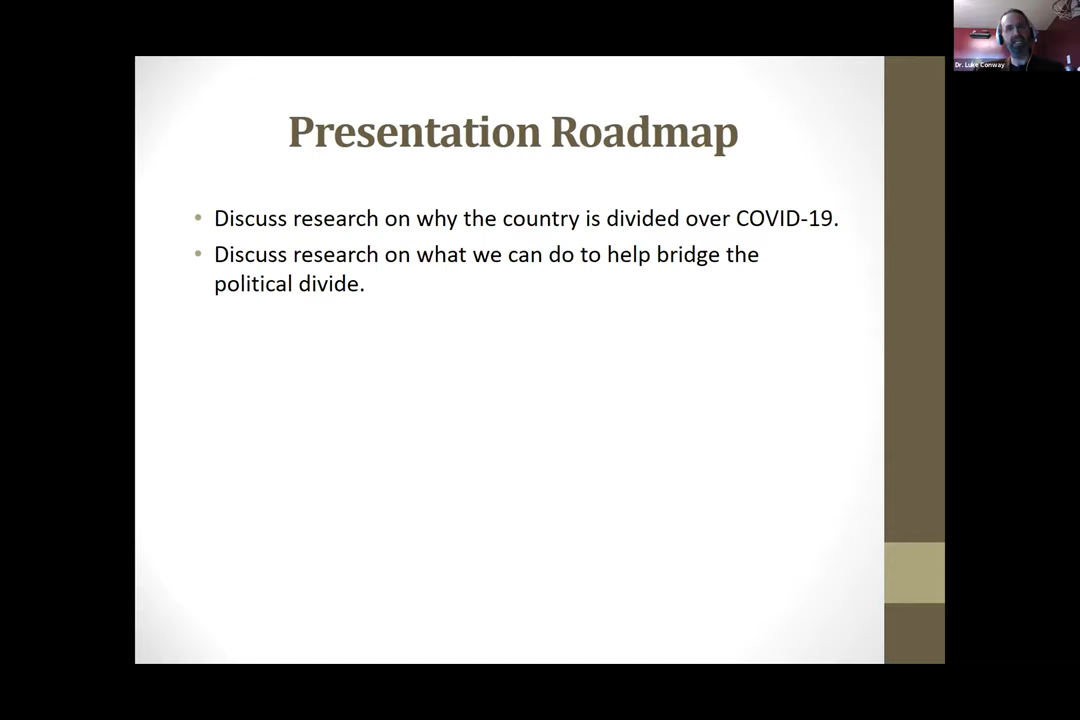 Dr. Luke Conway
Presentation Roadmap
• Discuss research on why the country is divided over COVID-19.
• Discuss research on what we can do to help bridge the
political divide.